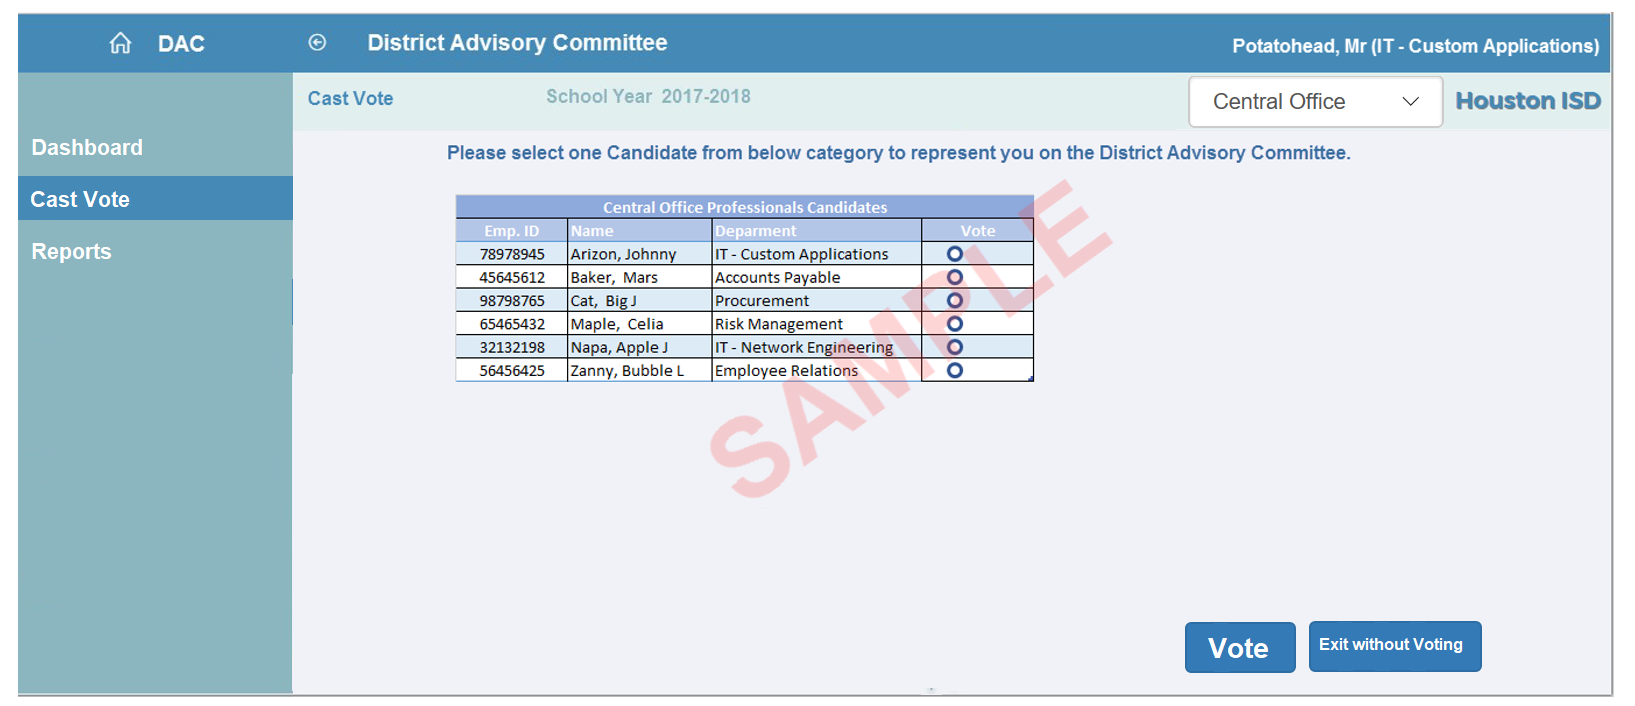 DAC
District Advisory Committee
Potatohead, Mr (IT - Custom Applications)
Cast Vote
School Year 2017-2018
Central Office
Houston ISD
Dashboard
Cast Vote
Reports
Please select one Candidate from below category to represent you on the District Advisory Committee.
Central Office Professionals Candidates
Emp. ID Name Deparment Vote
78978945 Arizon, Johnny IT - Custom Applications
45645612 Baker, Mars Accounts Payable
98798765 Cat, Big J Procurement
65465432 Maple, Celia Risk Management
32132198 Napa, Apple J IT - Network Engineering
56456425 Zanny, Bubble L Employee Relations
SAMPLE
Vote
Exit without Voting